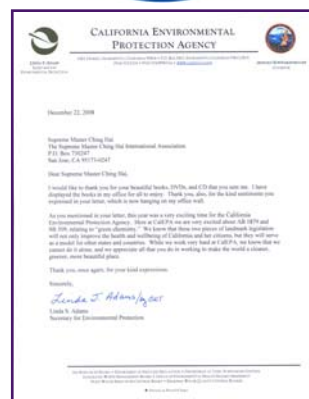 CALIFORNIA ENVIRONMENTAL
PROTECTION AGENCY
LINDA S. ADAMS
SECRETARY FOR
ENVIRONMENTAL PROTECTION
ARNOLD SCHWARZENEGGER
GOVERNOR
December 22, 2008
Supreme Master Ching Hai
The Supreme Master Ching Hai International Association
P.O. Box 730247
San Jose, CA 95173-0247
Dear Supreme Master Ching Hai,
I would like to thank you for your beautiful books, DVDs, and CD that you sent me. I have
displayed the books in my office for all to enjoy. Thank you, also, for the kind sentiments you
expressed in your letter, which is now hanging on my office wall.
As you mentioned in your letter, this year was a very exciting time for the California
Environmental Protection Agency. Here at Cal/EPA we are very excited about AB 1879 and
SB 509, relating to "green chemistry." We know that these two pieces of landmark legislation
will not only improve the health and wellbeing of California and her citizens, but they will serve
as a model for other states and countries. While we work very hard at Cal/EPA, we know that we
cannot do it alone, and we appreciate all that you do in working to make the world a cleaner,
greener, more beautiful place.
Thank you, once again, for your kind expressions.
Sincerely,
Linda S. Adams
Linda S. Adams
Secretary for Environmental Protection